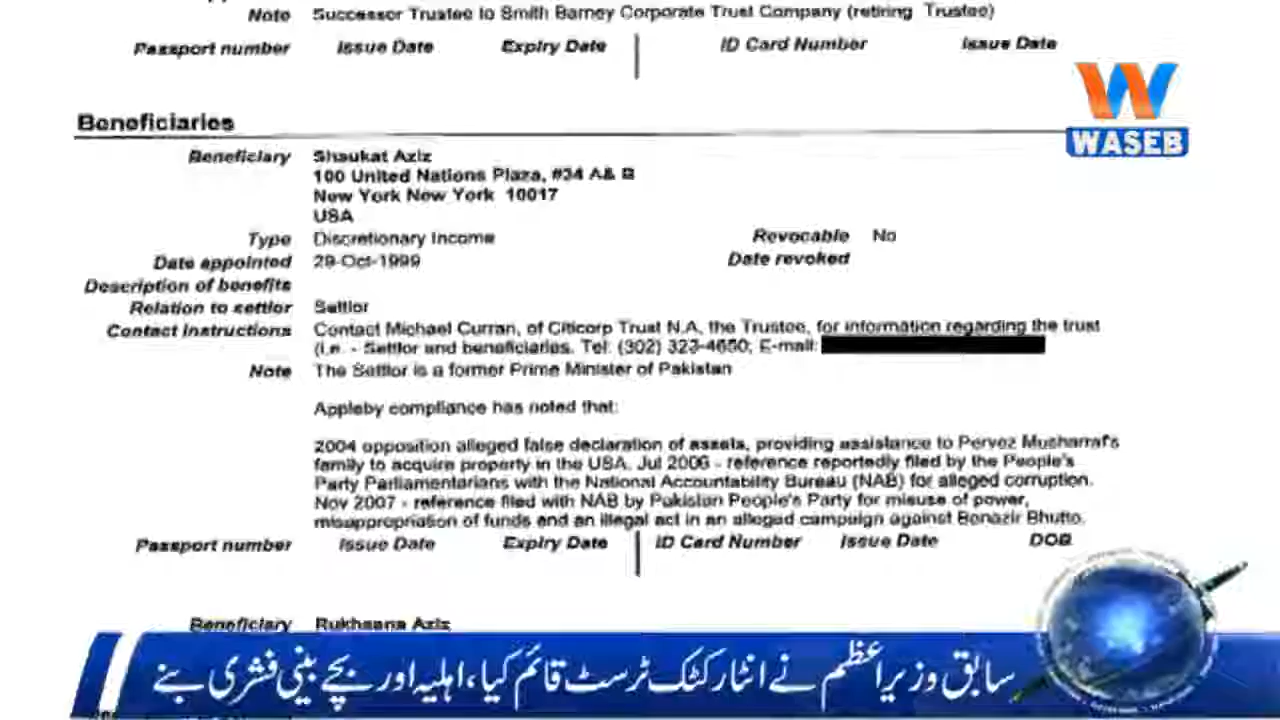 Note Successor Trustee to Smith Barney Corporate Trust Company (retiring Trustee)
Passport number Issue Date Expiry Date ID Card Number Issue Date
WASEB
Beneficiaries
Beneficiary Shaukat Aziz
100 United Nations Plaza, #34 A& B
New York New York 10017
USA
Type Discretionary Income Revocable No
Date appointed 29-Oct-1999 Date revoked
Description of benefits
Relation to settlor Settlor
Contact Instructions Contact Michael Curran, of Citicorp Trust N.A, the Trustee, for information regarding the trust
(i.e. - Settlor and beneficiaries. Tel: (302) 323-4650; E-mail:
Note The Settlor is a former Prime Minister of Pakistan
Appleby compliance has noted that:
2004 opposition alleged false declaration of assets, providing assistance to Pervez Musharraf's
family to acquire property in the USA. Jul 2006 - reference reportedly filed by the People's
Party Parliamentarians with the National Accountability Bureau (NAB) for alleged corruption.
Nov 2007 - reference filed with NAB by Pakistan People's Party for misuse of power,
misappropriation of funds and an illegal act in an alleged campaign against Benazir Bhutto.
Passport number Issue Date Expiry Date ID Card Number Issue Date DOB
Beneficiary Rukhsana Aziz
سابق وزیراعظم نے انٹارکٹک ٹرسٹ قائم کیا، اہلیہ اور بچے بینی فشری بنے